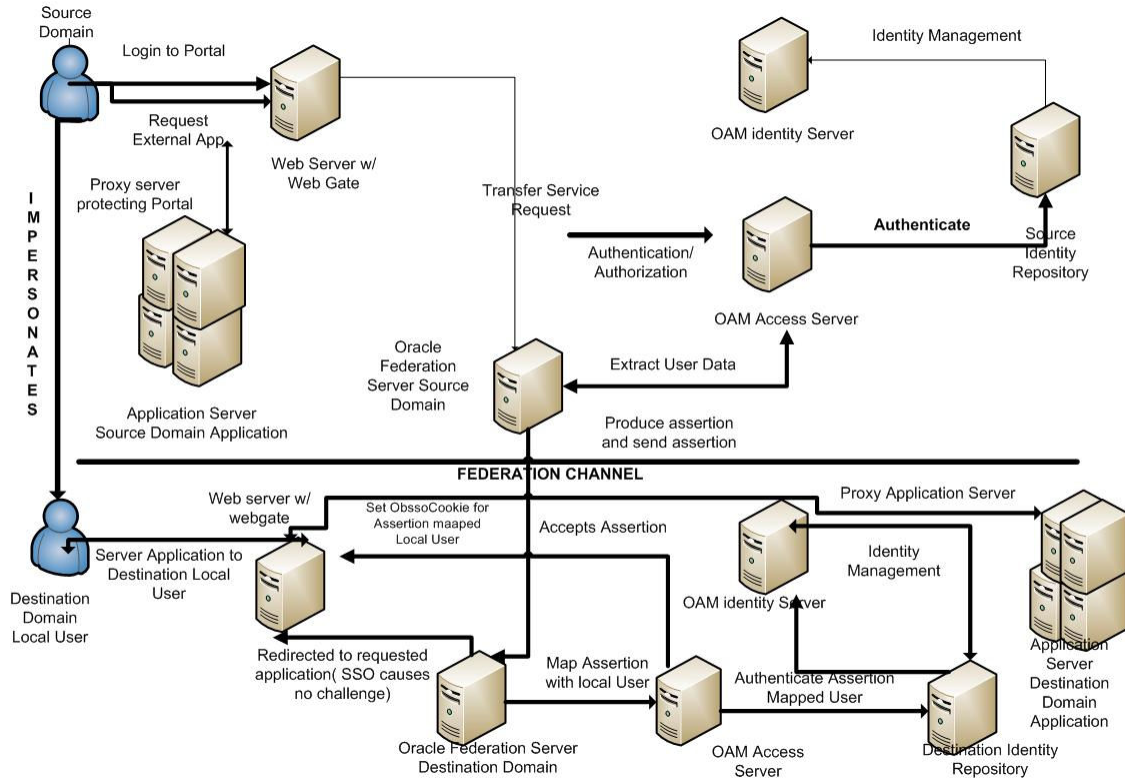 Source
Domain
Login to Portal
Identity Management
Request
External App
OAM identity Server
Web Server w/
Web Gate
Proxy server
protecting Portal
Transfer Service
Request
Authenticate
Source
Identity
Repository
Authentication/
Authorization
IMPERSONATES
OAM Access Server
Oracle
Federation
Server Source
Domain
Extract User Data
Application Server
Source Domain Application
Produce assertion
and send assertion
FEDERATION CHANNEL
Web server w/
webgate
Set ObssoCookie for
Assertion maaped
Local User
Accepts Assertion
Proxy Application Server
Server Application to
Destination Local
User
Identity
Management
Destination
Domain
Local User
OAM identity Server
Redirected to requested
application( SSO causes
no challenge)
Map Assertion
with local User
Authenticate Assertion
Mapped User
Application
Server
Destination
Domain
Application
Oracle Federation Server
Destination Domain
OAM Access
Server
Destination Identity
Repository